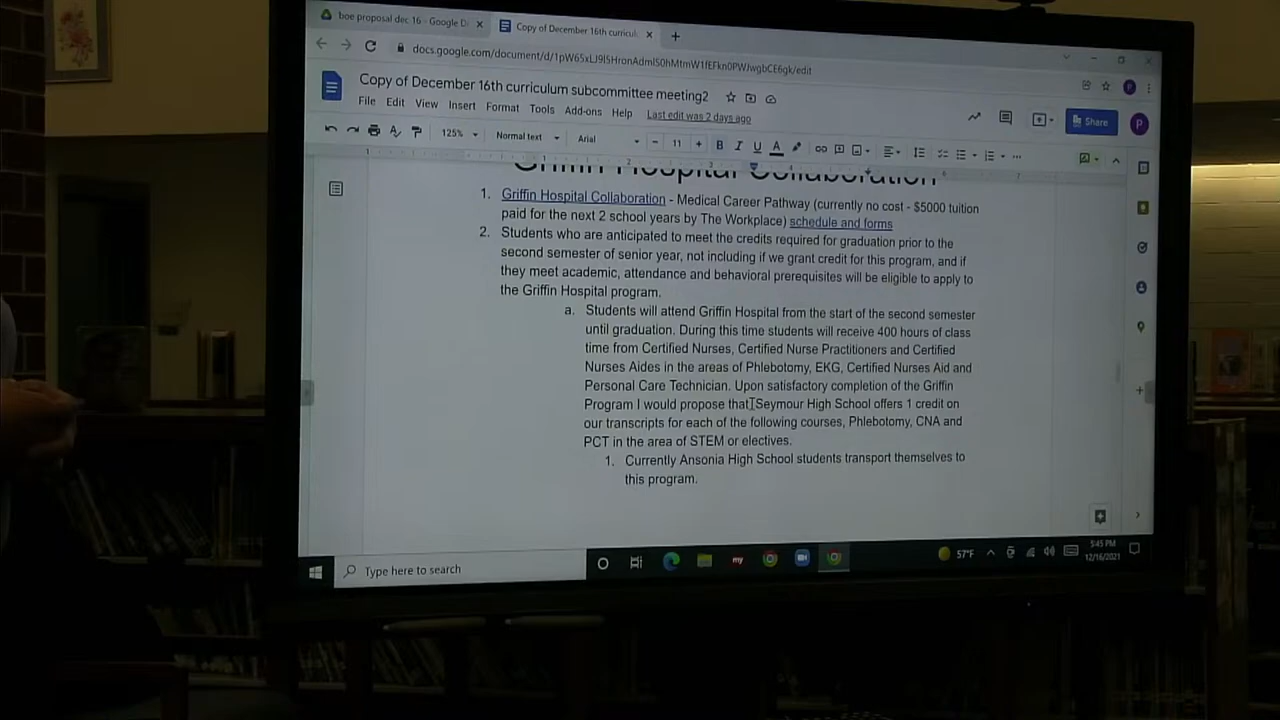 boe proposal dec 16 - Google D
Copy of December 16th curricul
docs.google.com/document/d/
Copy of December 16th curriculum subcommittee meeting2
File Edit View Insert Format Tools Add-ons Help Last edit was 2 days ago
Share
P
125% Normal text Arial 11 B I U A
Griffin Hospital Collaboration
1. Griffin Hospital Collaboration - Medical Career Pathway (currently no cost - $5000 tuition
paid for the next 2 school years by The Workplace) schedule and forms
2. Students who are anticipated to meet the credits required for graduation prior to the
second semester of senior year, not including if we grant credit for this program, and if
they meet academic, attendance and behavioral prerequisites will be eligible to apply to
the Griffin Hospital program.
a. Students will attend Griffin Hospital from the start of the second semester
until graduation. During this time students will receive 400 hours of class
time from Certified Nurses, Certified Nurse Practitioners and Certified
Nurses Aides in the areas of Phlebotomy, EKG, Certified Nurses Aid and
Personal Care Technician. Upon satisfactory completion of the Griffin
Program I would propose that Seymour High School offers 1 credit on
our transcripts for each of the following courses, Phlebotomy, CNA and
PCT in the area of STEM or electives.
1. Currently Ansonia High School students transport themselves to
this program.
Type here to search
my
57°F
5:45 PM
12/16/2021